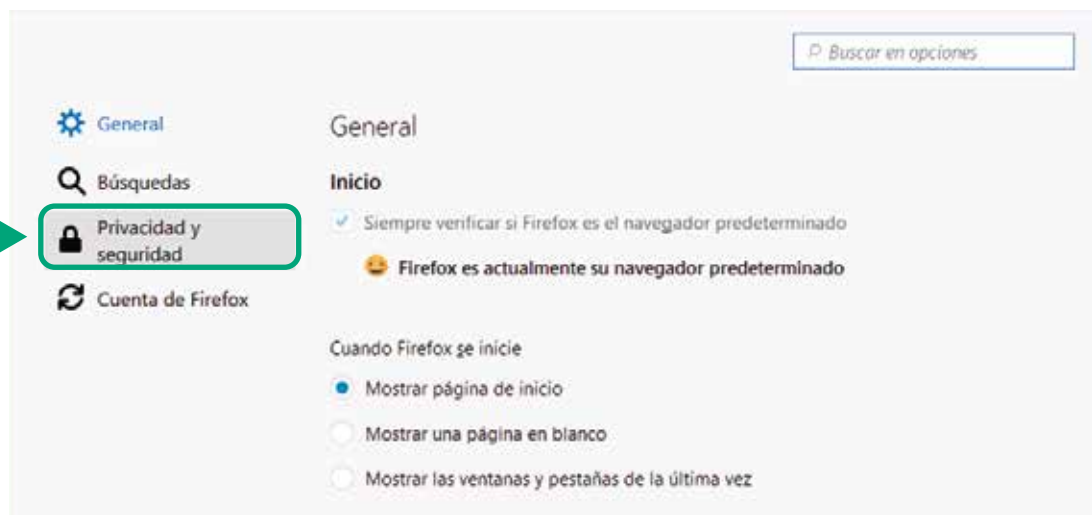 Buscar en opciones
General
Búsquedas
Privacidad y
seguridad
Cuenta de Firefox
General
Inicio
Siempre verificar si Firefox es el navegador predeterminado
Firefox es actualmente su navegador predeterminado
Cuando Firefox se inicie
Mostrar página de inicio
Mostrar una página en blanco
Mostrar las ventanas y pestañas de la última vez